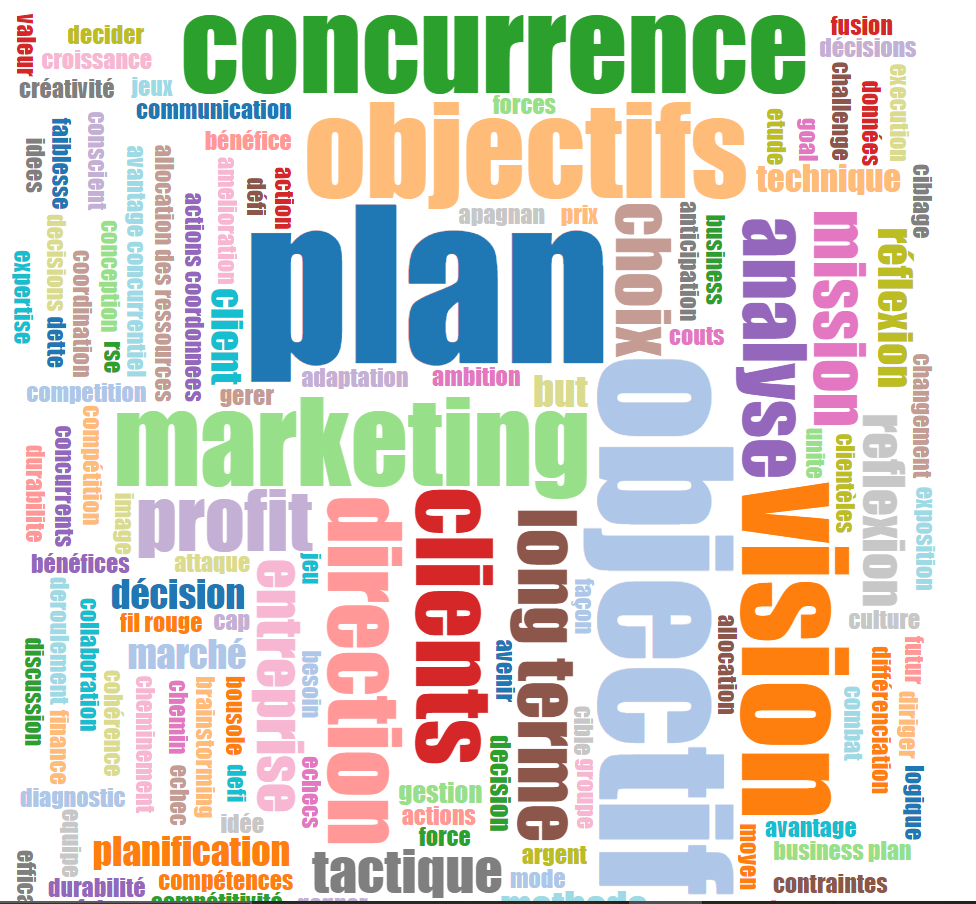 valeur
decider
croissance
créativité
jeux
concurrence
fusion
décisions
communication
forces
objectifs
bénéfice
challenge
données
execution
etude
goal
technique
ciblage
idees
faiblesse
conscient
avantage concurrentiel
allocation des ressources
actions coordonnees
amelioration
défi
action
plan
apagnan
prix
choix
anticipation
business
couts
analyse
mission
réflexion
changement
expertise
decisions
dette
coordination
conception
rse
client
competition
gerer
adaptation
ambition
but
marketing
objectif
unite
clientèles
reflexion
exposition
durabilite
concurrents
compétition
image
profit
direction
clients
long terme
vision
bénéfices
attaque
jeu
entreprise
façon
décision
fil rouge
cap
culture
marché
deroulement
collaboration
discussion
besoin
avenir
allocation
futur
différenciation
diriger
combat
finance
cohérence
cheminement
chemin
brainstorming
bousole
echec
défi
echecs
cible
groupe
decision
logique
diagnostic
idée
gestion
actions
force
equipe
planification
tactique
argent
mode
moyen
avantage
business plan
contraintes
durabilité
compétences
compétitivité